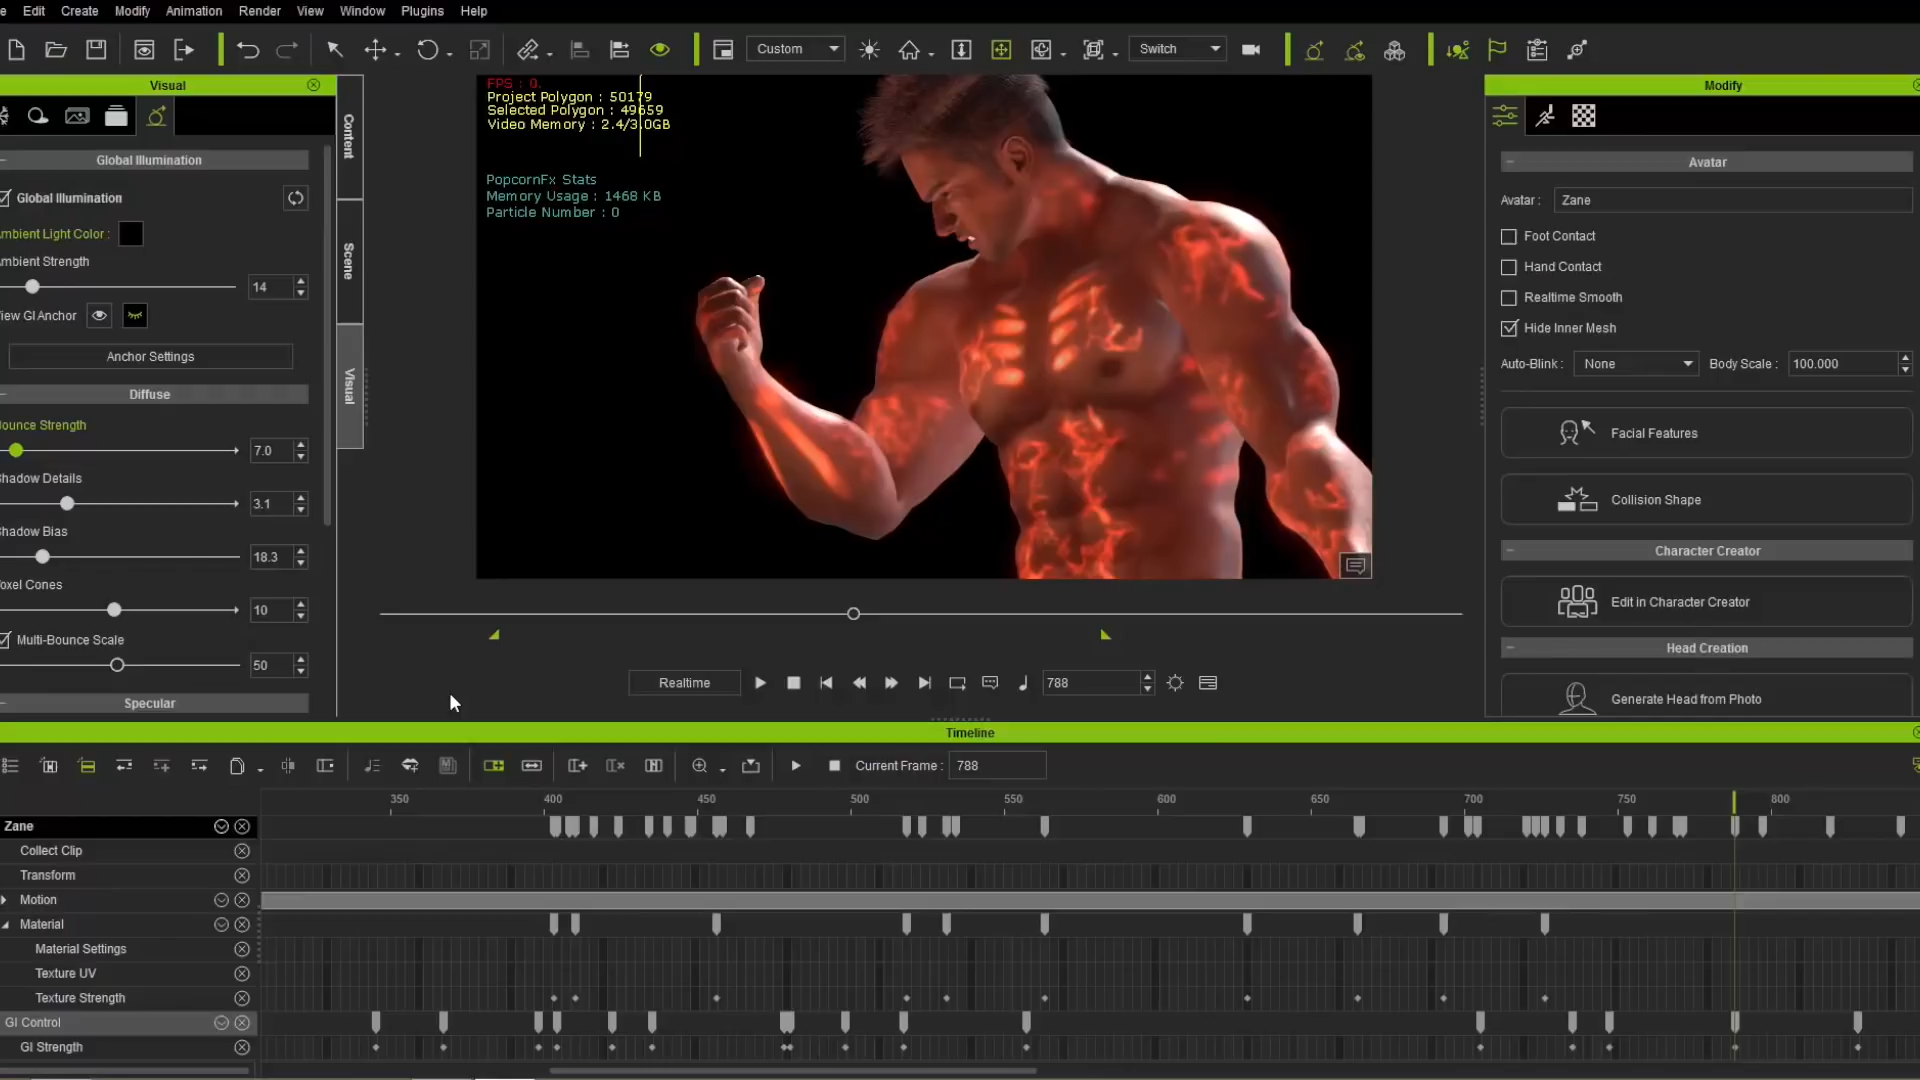 e Edit Create Modify Animation Render View Window Plugins Help
Custom
Switch
Visual
Global Illumination
Global Illumination
mbient Light Color :
mbient Strength
14
iew GI Anchor
Anchor Settings
Diffuse
ounce Strength
7.0
hadow Details
3.1
hadow Bias
18.3
oxel Cones
10
Multi-Bounce Scale
50
Specular
Content
Scene
Visual
FPS : 0.
Project Polygon : 50179
Selected Polygon : 49659
Video Memory : 2.4/3.0GB
PopcornFx Stats
Memory Usage : 1468 KB
Particle Number : 0
Realtime
788
Modify
Avatar
Avatar : Zane
Foot Contact
Hand Contact
Realtime Smooth
Hide Inner Mesh
Auto-Blink : None Body Scale : 100.000
Facial Features
Collision Shape
Character Creator
Edit in Character Creator
Head Creation
Generate Head from Photo
Timeline
Current Frame : 788
350 400 450 500 550 600 650 700 750 800
Zane
Collect Clip
Transform
Motion
Material
Material Settings
Texture UV
Texture Strength
GI Control
GI Strength